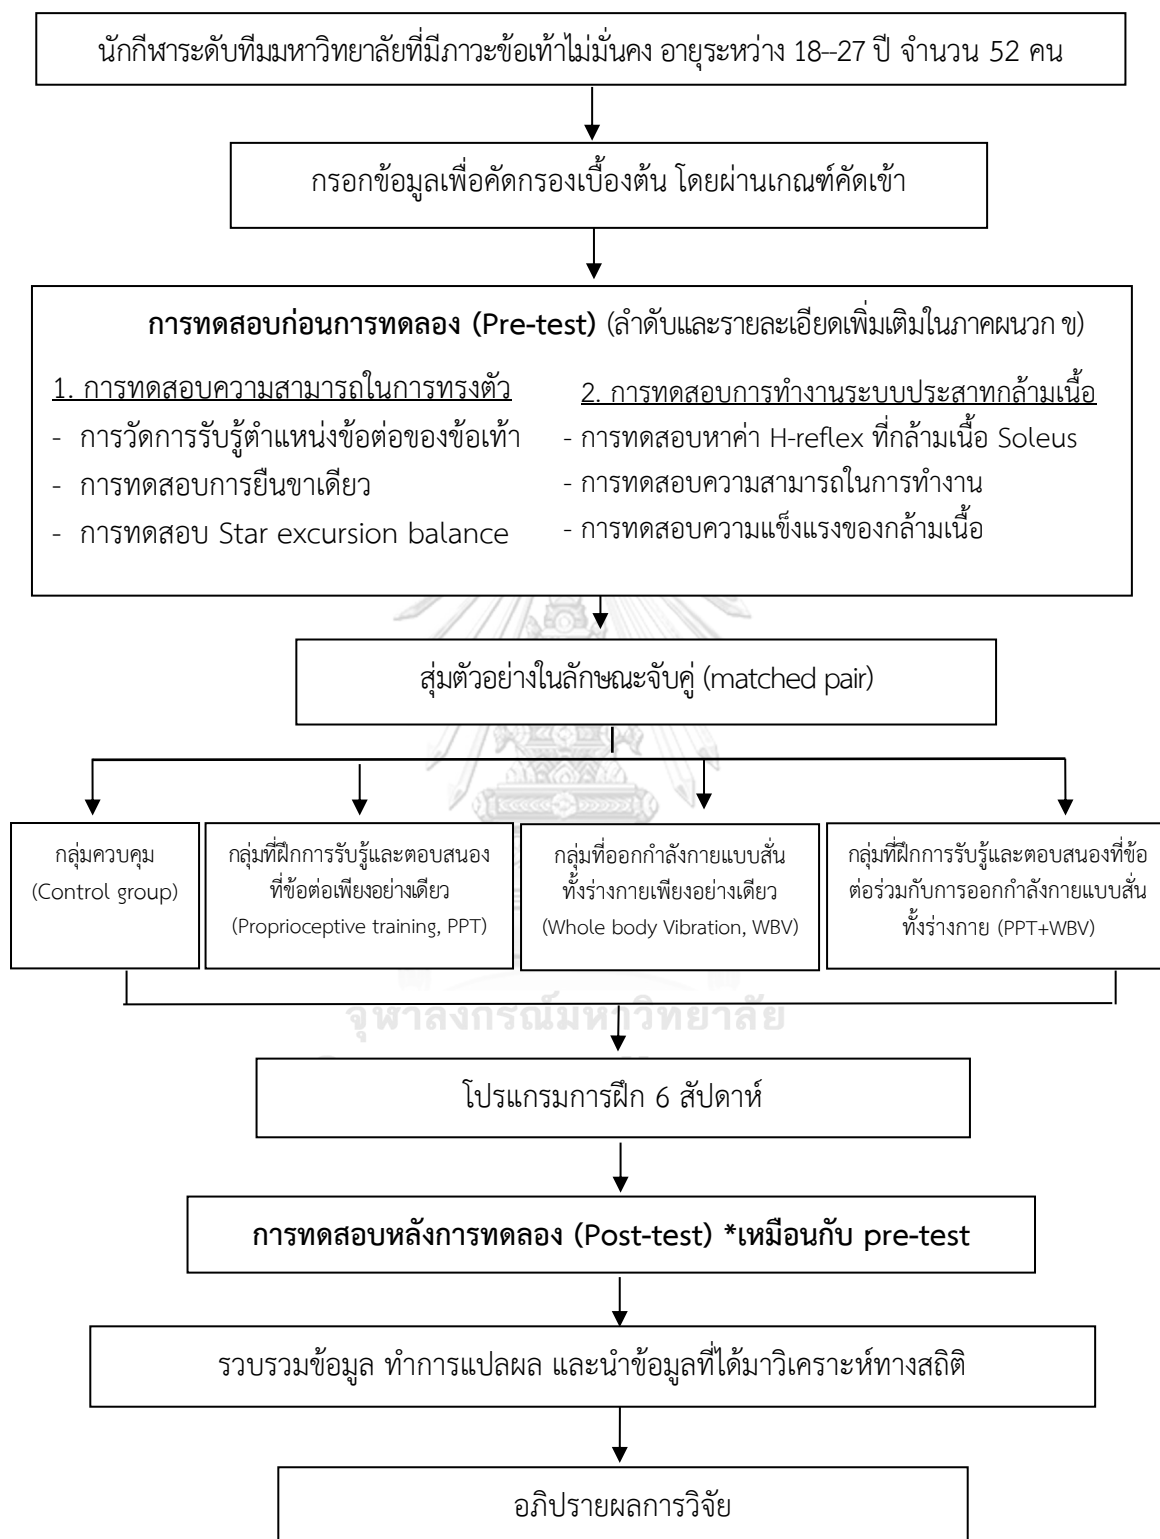 นักกีฬาระดับทีมมหาวิทยาลัยที่มีภาวะข้อเท้าไม่มั่นคง อายุระหว่าง 18–27 ปี จำนวน 52 คน
กรอกข้อมูลเพื่อคัดกรองเบื้องต้น โดยผ่านเกณฑ์คัดเข้า
การทดสอบก่อนการทดลอง (Pre-test) (ลำดับและรายละเอียดเพิ่มเติมในภาคผนวก ข)
1. การทดสอบความสามารถในการทรงตัว
- การวัดการรับรู้ตำแหน่งข้อต่อของข้อเท้า
- การทดสอบการยืนขาเดียว
- การทดสอบ Star excursion balance
2. การทดสอบการทำงานระบบประสาทกล้ามเนื้อ
- การทดสอบหาค่า H-reflex ที่กล้ามเนื้อ Soleus
- การทดสอบความสามารถในการทำงาน
- การทดสอบความแข็งแรงของกล้ามเนื้อ
สุ่มตัวอย่างในลักษณะจับคู่ (matched pair)
กลุ่มควบคุม
(Control group)
กลุ่มที่ฝึกการรับรู้และตอบสนอง
ที่ข้อต่อเพียงอย่างเดียว
(Proprioceptive training, PPT)
กลุ่มที่ออกกำลังกายแบบสั่น
ทั้งร่างกายเพียงอย่างเดียว
(Whole body Vibration, WBV)
กลุ่มที่ฝึกการรับรู้และตอบสนองที่ข้อ
ต่อร่วมกับการออกกำลังกายแบบสั่น
ทั้งร่างกาย (PPT+WBV)
จุฬาลงกรณ์มหาวิทยาลัย
โปรแกรมการฝึก 6 สัปดาห์
การทดสอบหลังการทดลอง (Post-test) *เหมือนกับ pre-test
รวบรวมข้อมูล ทำการแปลผล และนำข้อมูลที่ได้มาวิเคราะห์ทางสถิติ
อภิปรายผลการวิจัย